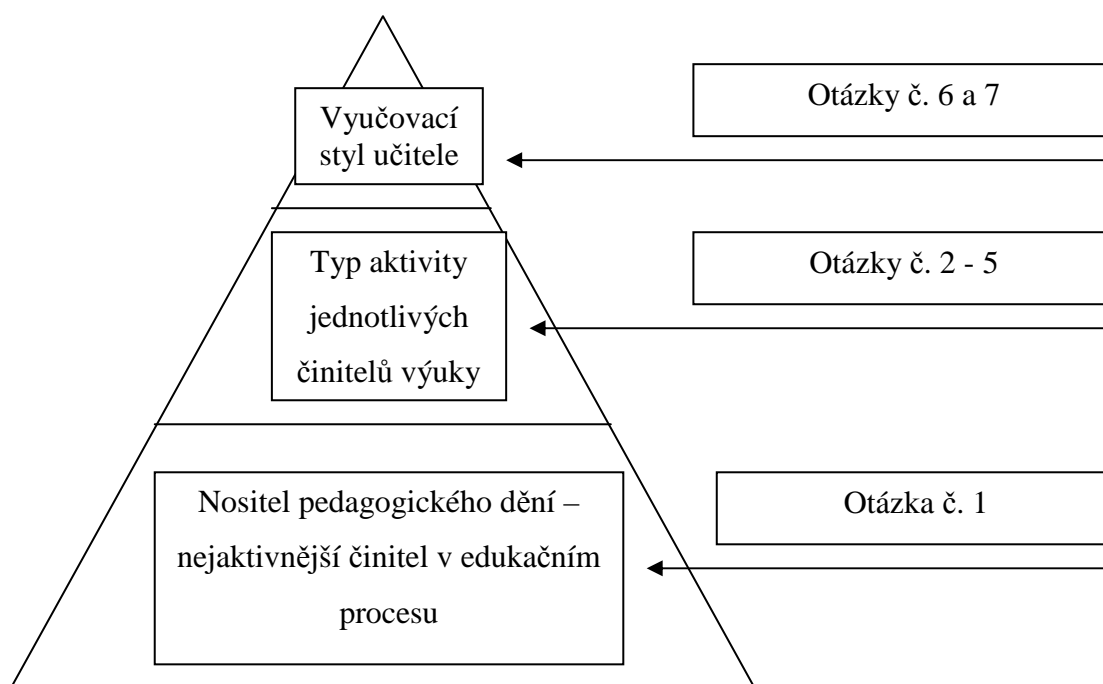 Vyučovací
styl učitele
Otázky č. 6 a 7
Typ aktivity
jednotlivých
činitelů výuky
Otázky č. 2 - 5
Nositel pedagogického dění –
nejaktivnější činitel v edukačním
procesu
Otázka č. 1